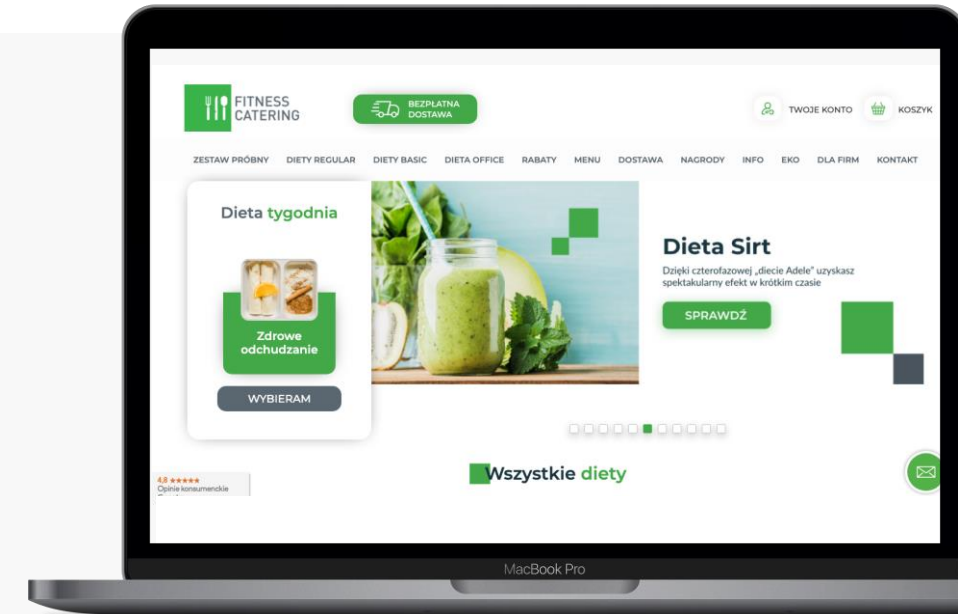 FITNESS
CATERING
BEZPŁATNA
DOSTAWA
TWOJE KONTO
KOSZYK
ZESTAW PRÓBNY DIETY REGULAR DIETY BASIC DIETA OFFICE RABATY MENU DOSTAWA NAGRODY INFO EKO DLA FIRM KONTAKT
Dieta tygodnia
Zdrowe
odchudzanie
WYBIERAM
Dieta Sirt
Dzięki czterofazowej „diecie Adele” uzyskasz
spektakularny efekt w krótkim czasie
SPRAWDŹ
Wszystkie diety
4,8 ★★★★★
Opinie konsumenckie
MacBook Pro